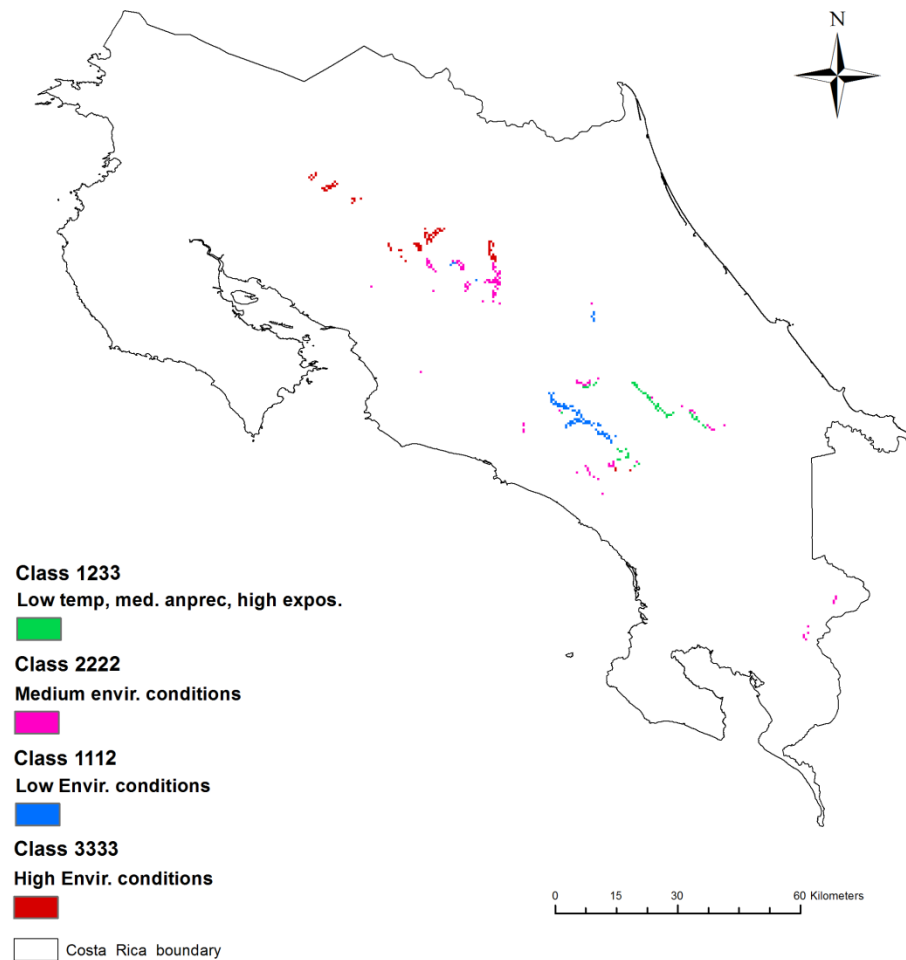 N
Class 1233
Low temp, med. anprec, high expos.
Class 2222
Medium envir. conditions
Class 1112
Low Envir. conditions
Class 3333
High Envir. conditions
Costa Rica boundary
0 15 30 60 Kilometers